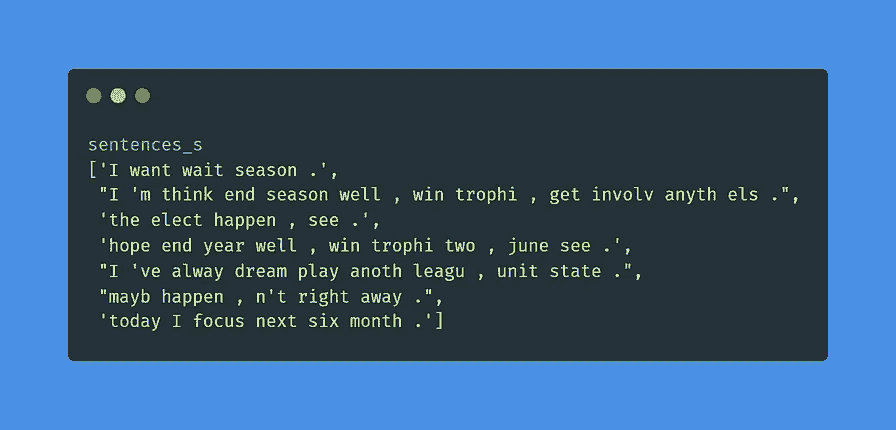 sentences_s
['I want wait season .',
"I 'm think end season well , win trophi , get involv anyth els .",
'the elect happen , see .',
'hope end year well , win trophi two , june see .',
"I 've alway dream play anoth leagu , unit state .",
"mayb happen , n't right away .",
'today I focus next six month .']